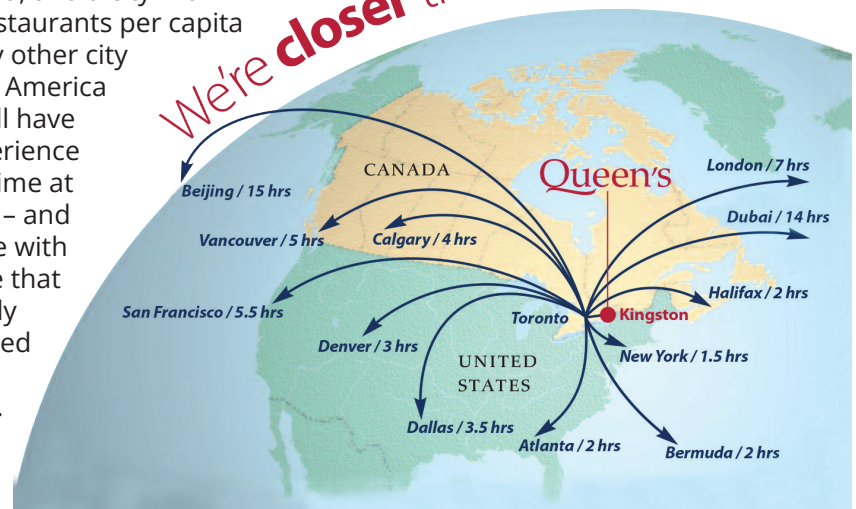 staurants per capita
other city
America
ll have
erience
ime at
– and
e with
e that
ly
ed
We're closer
CANADA
Queen's
London / 7 hrs
Beijing / 15 hrs
Dubai / 14 hrs
Vancouver / 5 hrs
Calgary / 4 hrs
Halifax / 2 hrs
San Francisco / 5.5 hrs
Toronto
Kingston
Denver / 3 hrs
New York / 1.5 hrs
UNITED
STATES
Dallas / 3.5 hrs
Atlanta / 2 hrs
Bermuda / 2 hrs